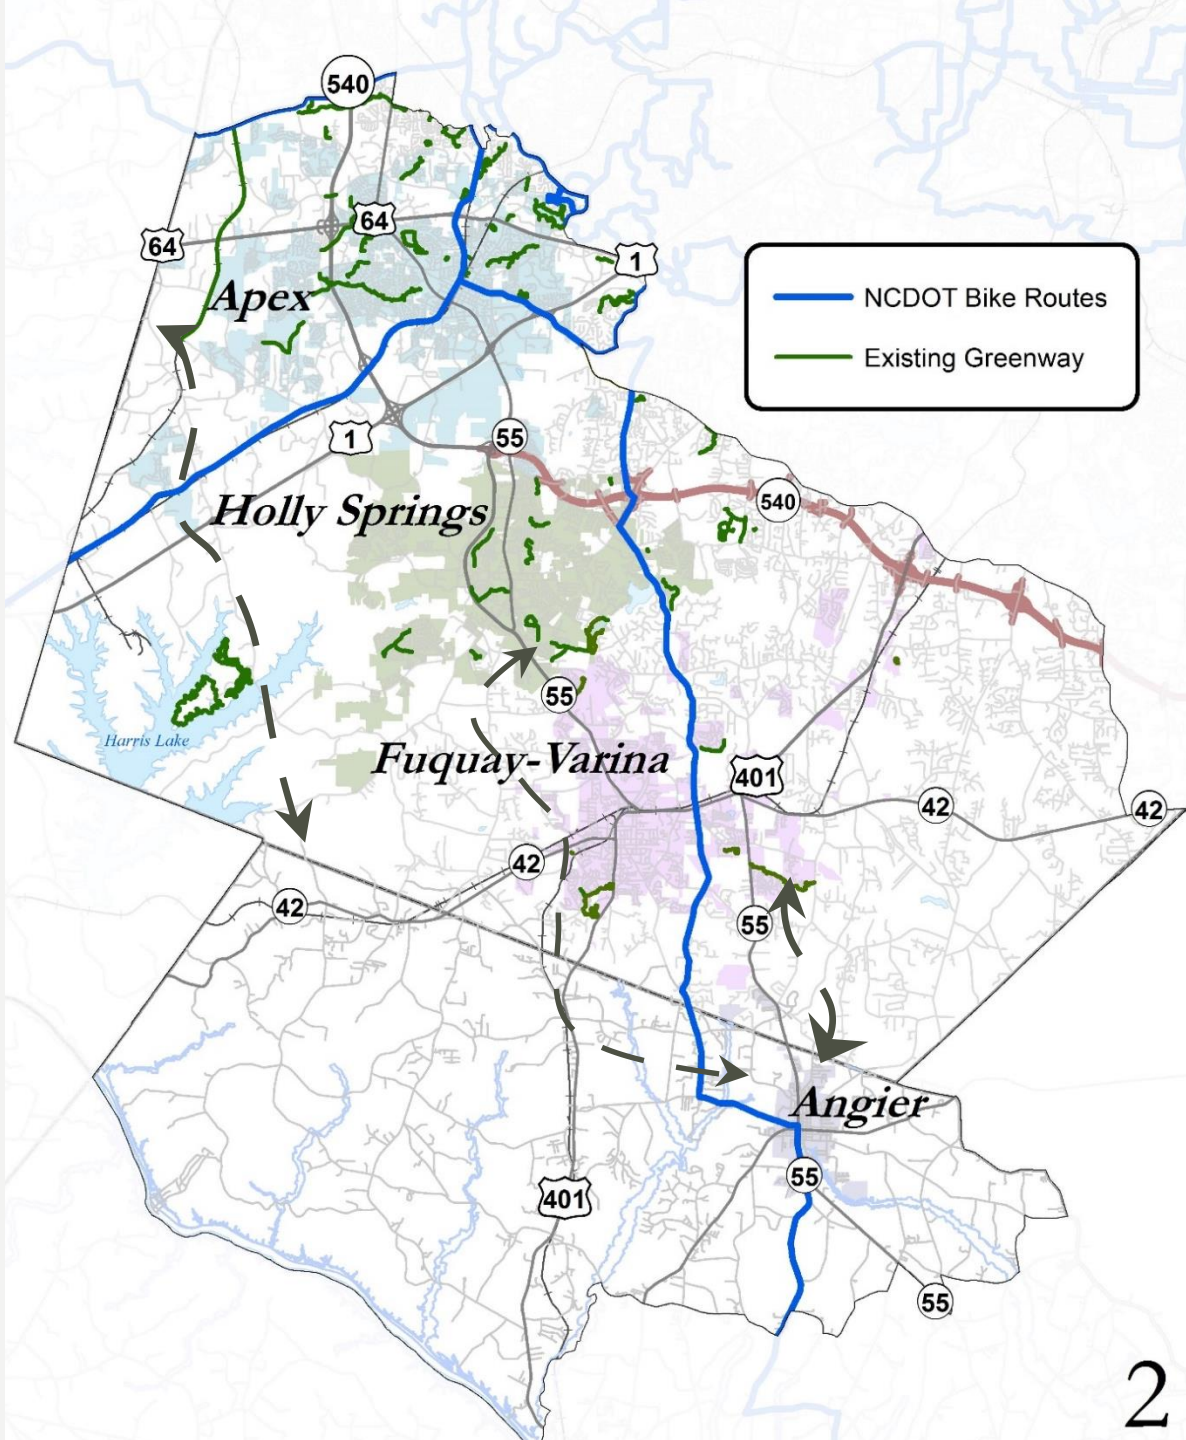 540
64
64
1
NCDOT Bike Routes
Existing Greenway
Apex
1
55
540
Holly Springs
55
Harris Lake
Fuquay-Varina
401
42
42
42
42
55
Angier
55
401
55
2